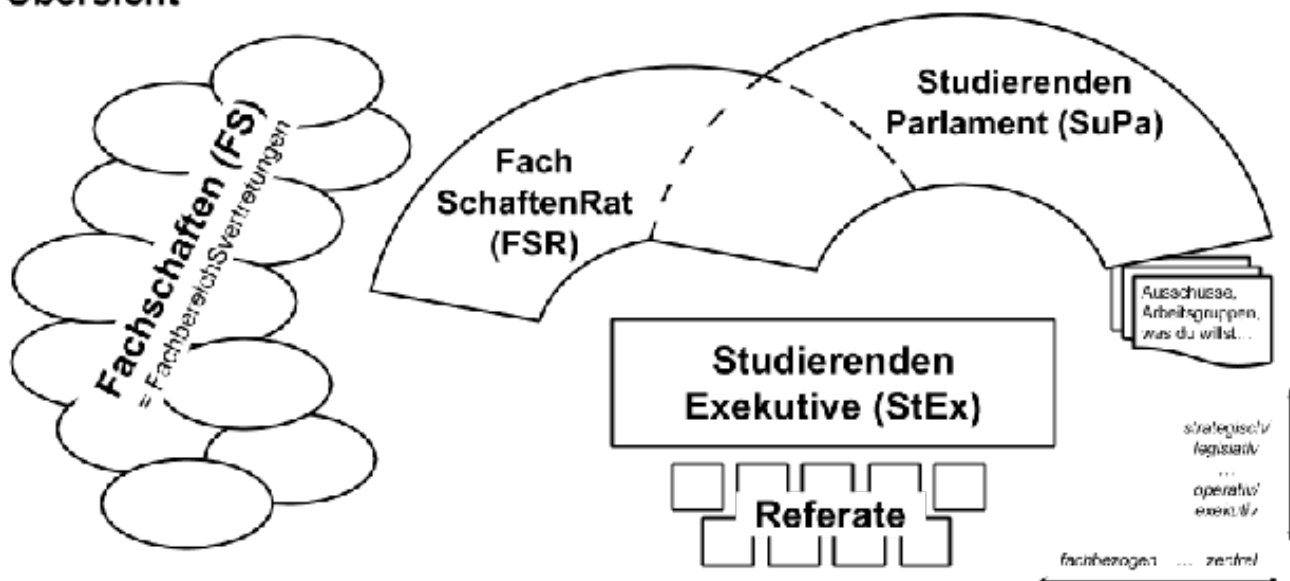 Übersicht
Fachschaften (FS)
= FachbereichSvertretungen
Fach
SchaftenRat
(FSR)
Studierenden
Parlament (SuPa)
Ausschüsse,
Arbeitsgruppen,
was du willst...
Studierenden
Exekutive (StEx)
Referate
strategisch/
legislativ
...
operativ/
exekutiv
fachbezogen ... zentral